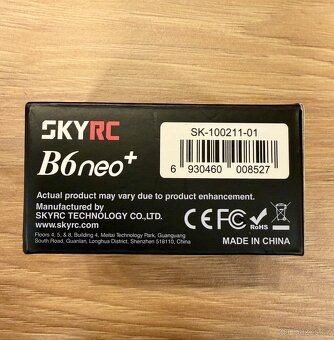 SKYRC
B6neo+
SK-100211-01
6 930460 008527
Actual product may vary due to product enhancement.
Manufactured by
SKYRC TECHNOLOGY CO.,LTD.
www.skyrc.com
Floors 4, 5, & 8, Building 4, Meitai Technology Park, Guangguang
South Road, Guanlan, Longhua District, Shenzhen 518110, China
CE FC RoHS
MADE IN CHINA